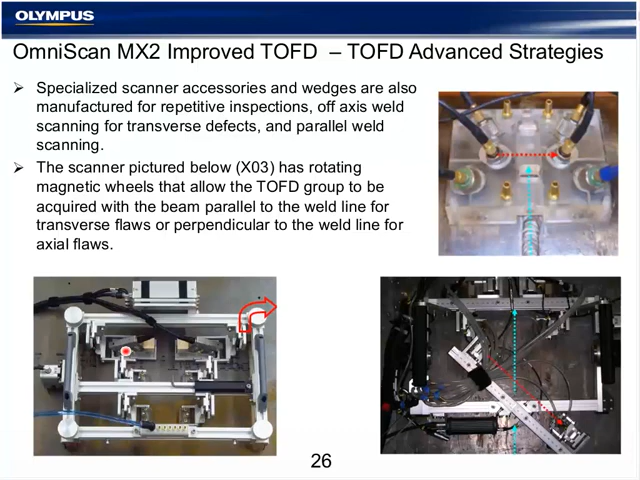 OLYMPUS
OmniScan MX2 Improved TOFD – TOFD Advanced Strategies
➢ Specialized scanner accessories and wedges are also
manufactured for repetitive inspections, off axis weld
scanning for transverse defects, and parallel weld
scanning.
➢ The scanner pictured below (X03) has rotating
magnetic wheels that allow the TOFD group to be
acquired with the beam parallel to the weld line for
transverse flaws or perpendicular to the weld line for
axial flaws.
26